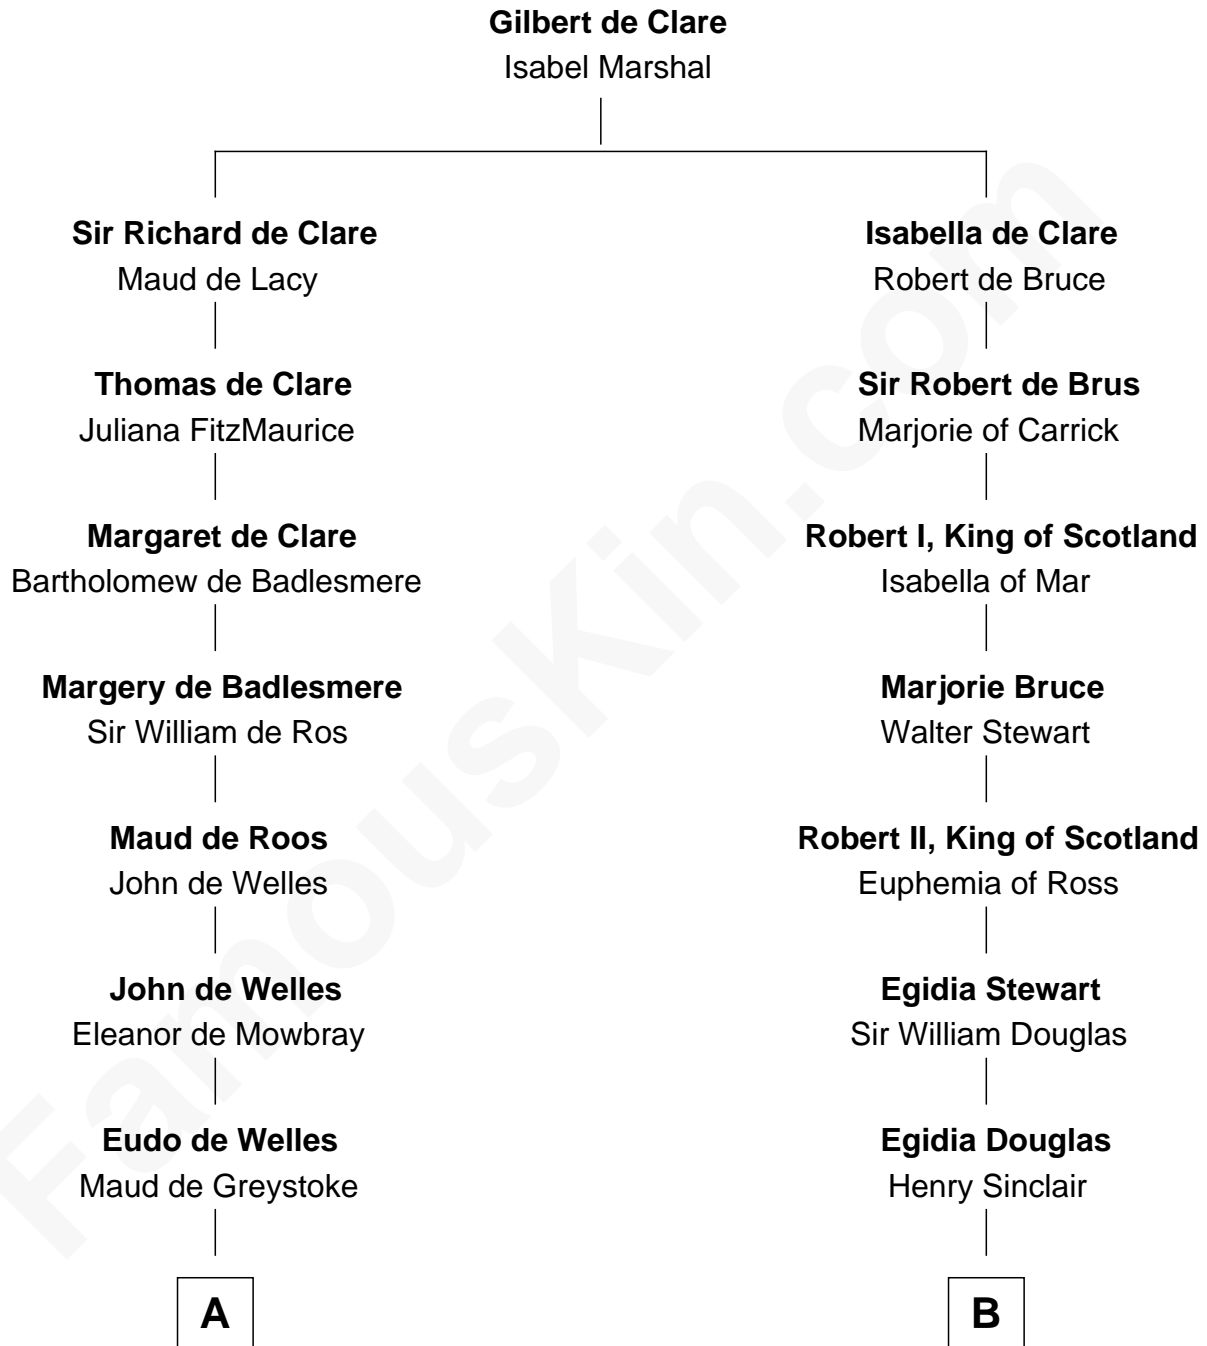 Gilbert de Clare
Isabel Marshal
Sir Richard de Clare
Maud de Lacy
Isabella de Clare
Robert de Bruce
Thomas de Clare
Juliana FitzMaurice
Sir Robert de Brus
Marjorie of Carrick
Margaret de Clare
Bartholomew de Badlesmere
Robert I, King of Scotland
Isabella of Mar
Margery de Badlesmere
Sir William de Ros
Marjorie Bruce
Walter Stewart
Maud de Roos
John de Welles
Robert II, King of Scotland
Euphemia of Ross
John de Welles
Eleanor de Mowbray
Egidia Stewart
Sir William Douglas
Eudo de Welles
Maud de Greystoke
Egidia Douglas
Henry Sinclair
A
B
FamousKin.com